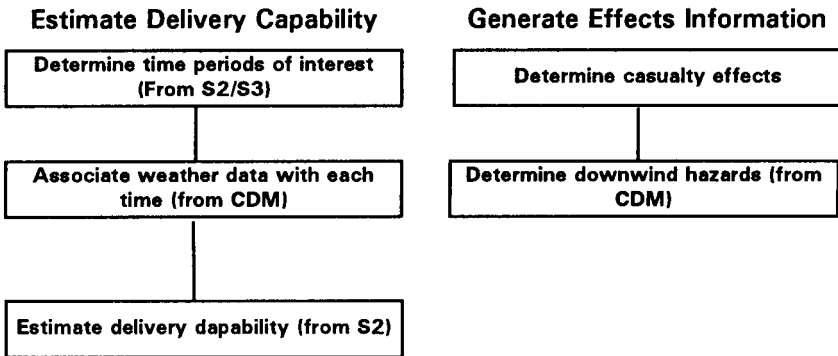 Estimate Delivery Capability
Determine time periods of interest
(From S2/S3)
Associate weather data with each
time (from CDM)
Estimate delivery dapability (from S2)
Generate Effects Information
Determine casualty effects
Determine downwind hazards (from
CDM)